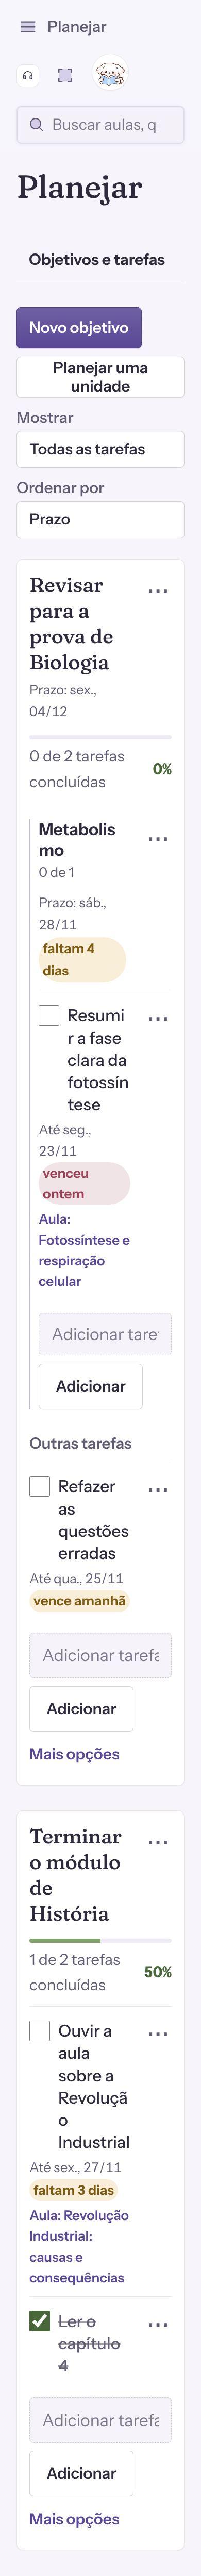 Planejar
Buscar aulas, q
Planejar
Objetivos e tarefas
Novo objetivo
Planejar uma
unidade
Mostrar
Todas as tarefas
Ordenar por
Prazo
Revisar
para a
prova de
Biologia
Prazo: sex.,
04/12
0 de 2 tarefas
concluídas
0%
Metabolis
mo
0 de 1
Prazo: sáb.,
28/11
faltam 4
dias
Resumi
r a fase
clara da
fotossín
tese
Até seg.,
23/11
venceu
ontem
Aula:
Fotossíntese e
respiração
celular
Adicionar tare
Adicionar
Outras tarefas
Refazer
as
questões
erradas
Até qua., 25/11
vence amanhã
Adicionar tarefa
Adicionar
Mais opções
Terminar
o módulo
de
História
1 de 2 tarefas
concluídas
50%
Ouvir a
aula
sobre a
Revoluçã
o
Industrial
Até sex., 27/11
faltam 3 dias
Aula: Revolução
Industrial:
causas e
consequências
Ler o
capítulo
4
Adicionar tarefa
Adicionar
Mais opções